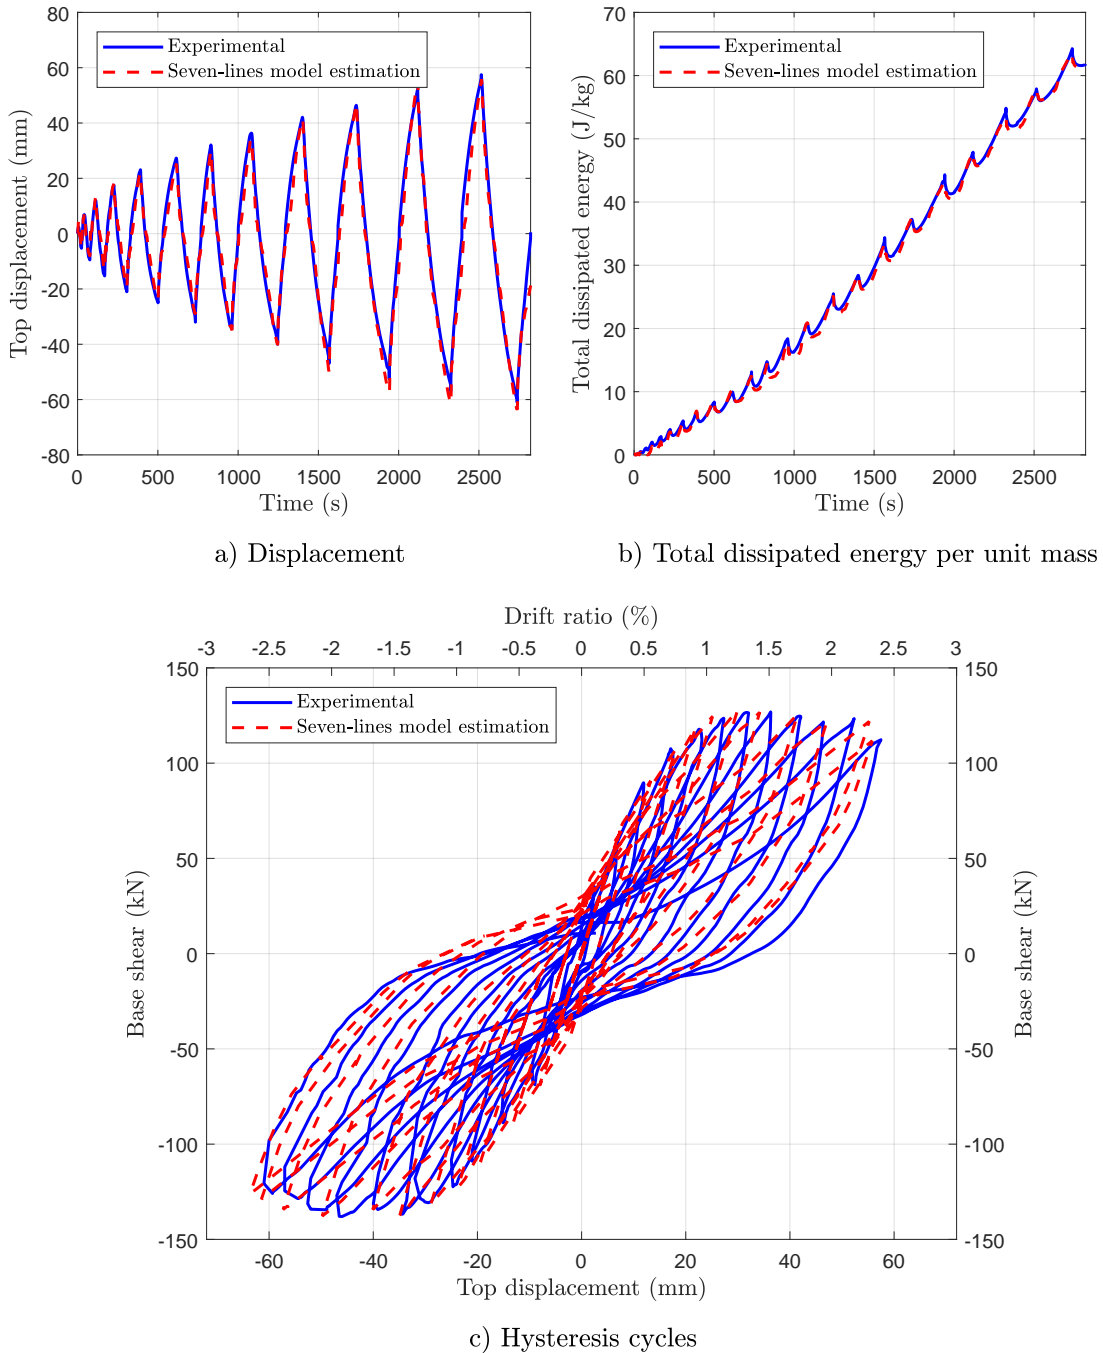 80
60
40
20
0
-20
-40
-60
-80
Top displacement (mm)
Experimental
Seven-lines model estimation
0 500 1000 1500 2000 2500
Time (s)
a) Displacement
70
60
50
40
30
20
10
0
Total dissipated energy (J/kg)
Experimental
Seven-lines model estimation
0 500 1000 1500 2000 2500
Time (s)
b) Total dissipated energy per unit mass
Drift ratio (%)
-3 -2.5 -2 -1.5 -1 -0.5 0 0.5 1 1.5 2 2.5 3
150
100
50
0
-50
-100
-150
Base shear (kN)
Experimental
Seven-lines model estimation
150
100
50
0
-50
-100
-150
Base shear (kN)
-60 -40 -20 0 20 40 60
Top displacement (mm)
c) Hysteresis cycles